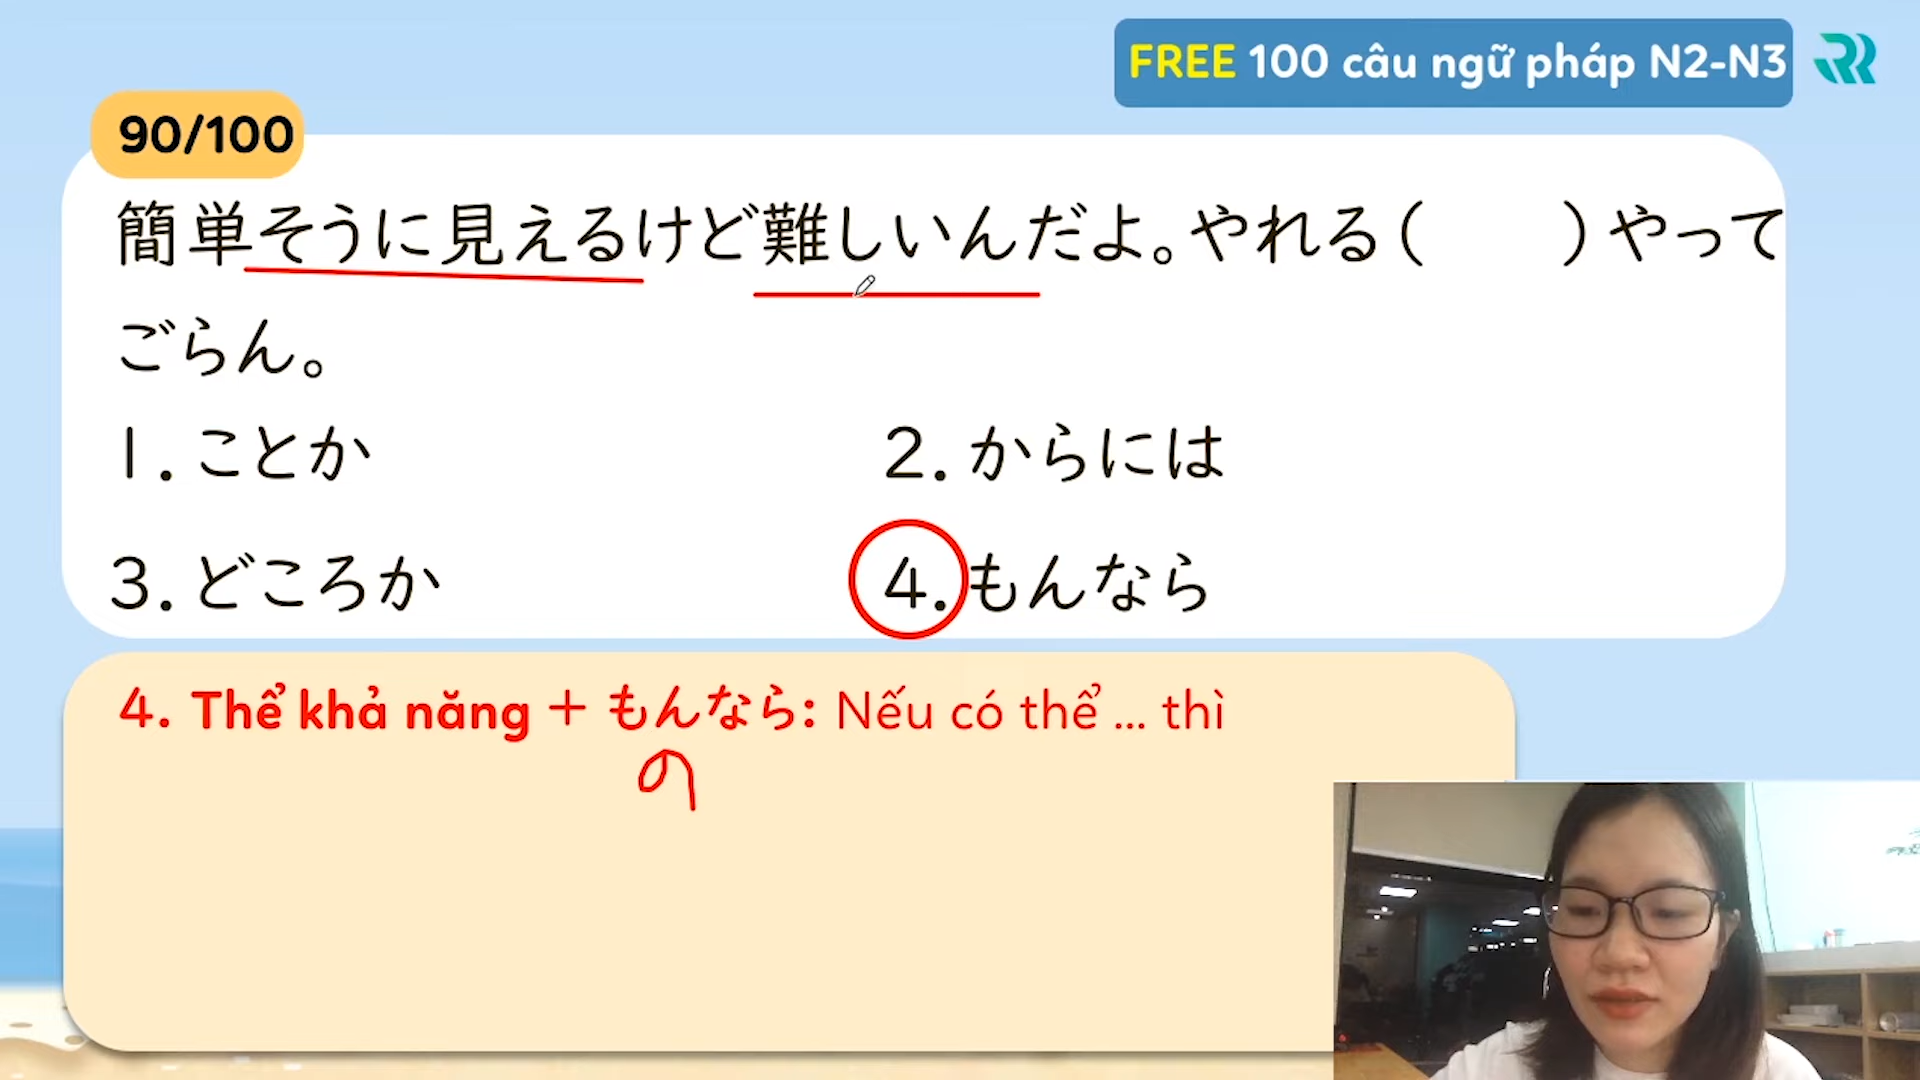 FREE 100 câu ngữ pháp N2-N3
90/100
簡単そうに見えるけど難しいんだよ。やれる( )やって
ごらん。
1. ことか
2. からには
3. どころか
4. もんなら
4. Thể khả năng + もんなら: Nếu có thể ... thì
の